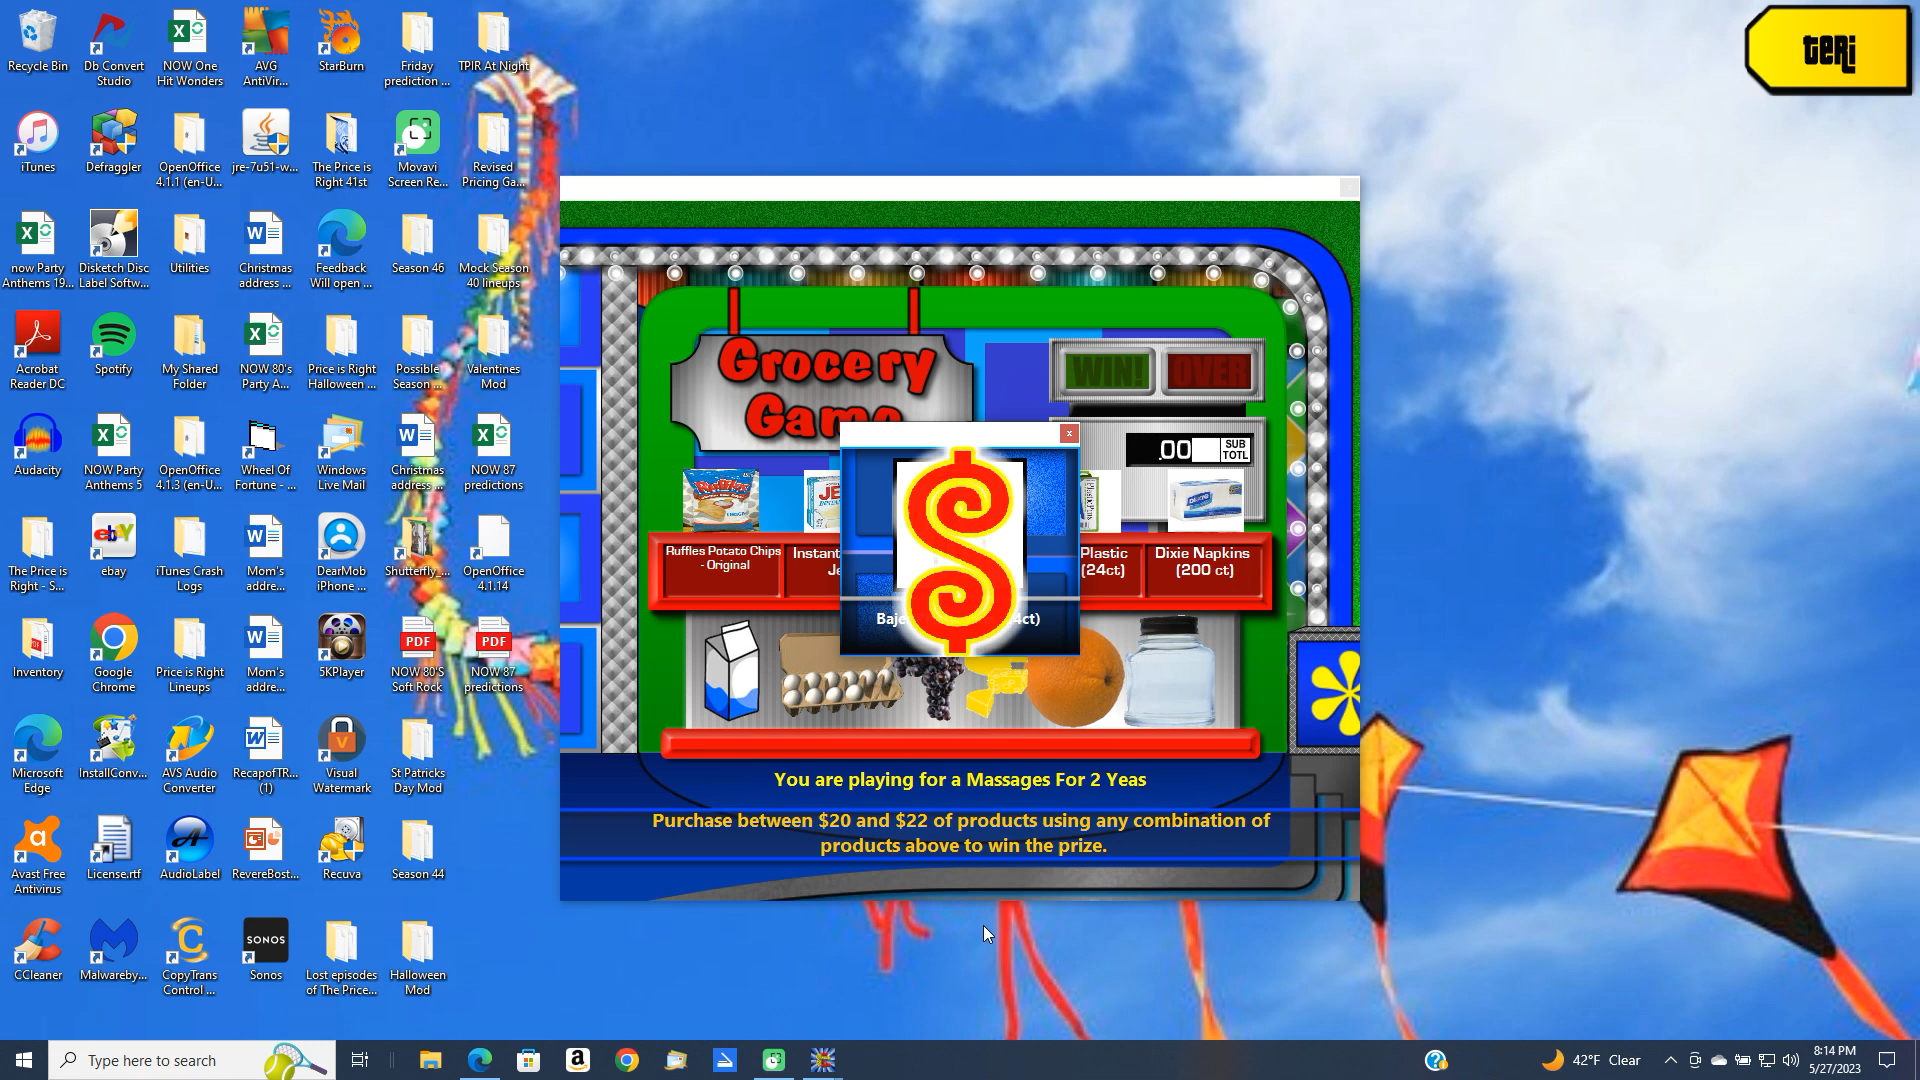 Recycle Bin
Db Convert
Studio
NOW One
Hit Wonders
AVG
AntiVir...
StarBurn
Friday
prediction ...
TPIR At Night
TeRi
iTunes
Defraggler
OpenOffice
4.1.1 (en-U...
jre-7u51-w...
The Price is
Right 41st
Movavi
Screen Re...
Revised
Pricing Ga...
now Party
Anthems 19...
Disketch Disc
Label Softw...
Utilities
Christmas
address ...
Feedback
Will open ...
Season 46
Mock Season
40 lineups
Acrobat
Reader DC
Spotify
My Shared
Folder
NOW 80's
Party A...
Price is Right
Halloween ...
Possible
Season ...
Valentines
Mod
Audacity
NOW Party
Anthems 5
OpenOffice
4.1.3 (en-U...
Wheel Of
Fortune - ...
Windows
Live Mail
Christmas
address ...
NOW 87
predictions
The Price is
Right - S...
ebay
iTunes Crash
Logs
Mom's
addre...
DearMob
iPhone ...
Shutterfly_...
OpenOffice
4.1.14
Inventory
Google
Chrome
Price is Right
Lineups
Mom's
addre...
5KPlayer
NOW 80'S
Soft Rock
NOW 87
predictions
Microsoft
Edge
InstallConv...
AVS Audio
Converter
RecapofTR...
(1)
Visual
Watermark
St Patricks
Day Mod
Avast Free
Antivirus
License.rtf
AudioLabel
RevereBost...
Recuva
Season 44
CCleaner
Malwareby...
CopyTrans
Control ...
SONOS
Sonos
Lost episodes
of The Price...
Halloween
Mod
PDF
PDF
Grocery
Game
WIN!
OVER
.00
SUB
TOTL
Ruffles
DIXIE
Ruffles Potato Chips
- Original
Instant
Je
Plastic
(24ct)
Dixie Napkins
(200 ct)
$
Baje
4ct)
You are playing for a Massages For 2 Yeas
Purchase between $20 and $22 of products using any combination of
products above to win the prize.
Type here to search
42°F Clear
8:14 PM
5/27/2023